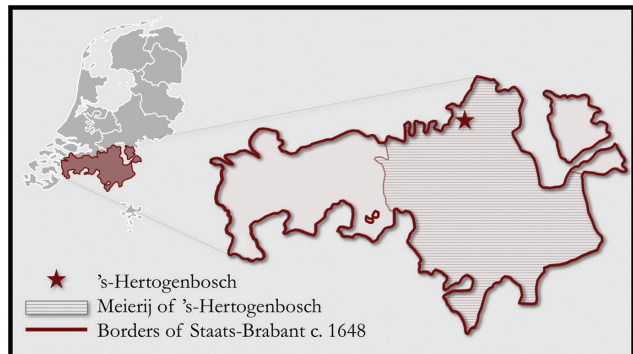 's-Hertogenbosch
Meierij of 's-Hertogenbosch
Borders of Staats-Brabant c. 1648